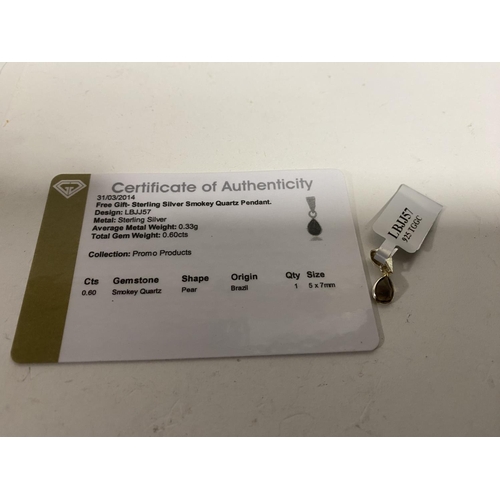 Certificate of Authenticity
31/03/2014
Free Gift- Sterling Silver Smokey Quartz Pendant.
Design: LBJJ57
Metal: Sterling Silver
Average Metal Weight: 0.33g
Total Gem Weight: 0.60cts
Collection: Promo Products
Cts Gemstone Shape Origin Qty Size
0.60 Smokey Quartz Pear Brazil 1 5 x 7mm
LBJJ57
925 TGGC